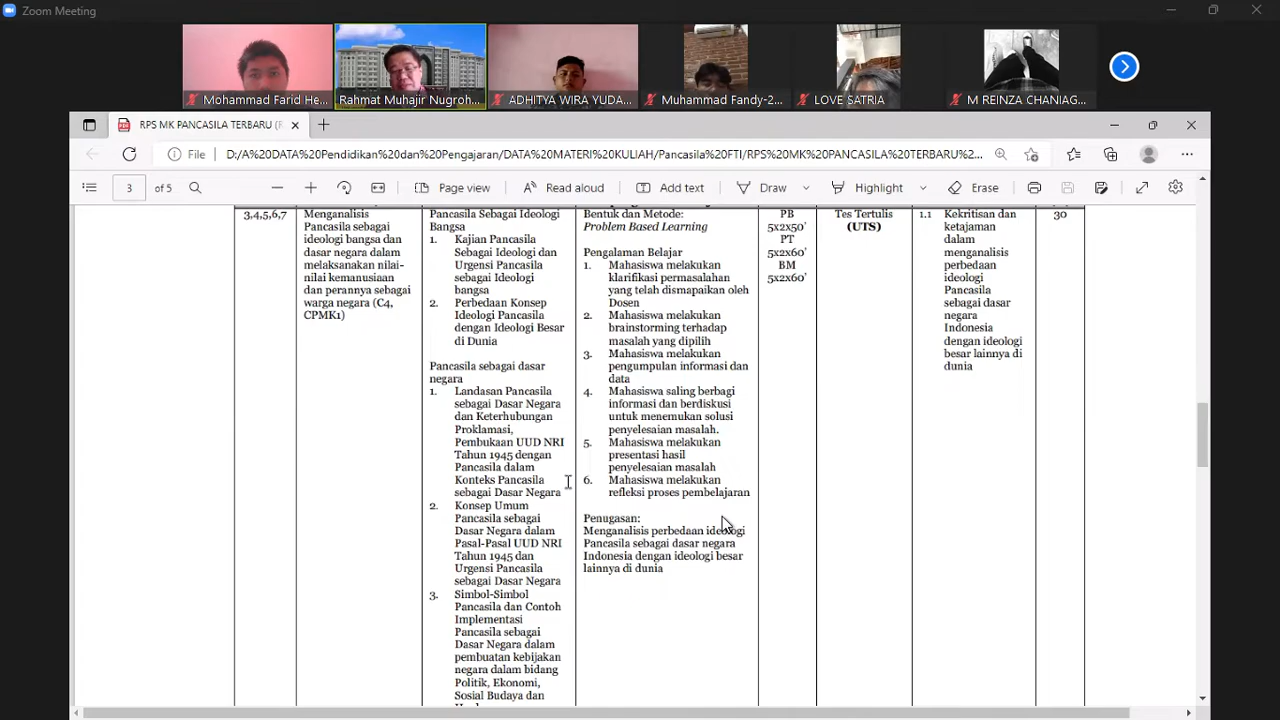 Zoom Meeting
Mohammad Farid He...
Rahmat Muhajir Nugroh...
ADHITYA WIRA YUDA...
Muhammad Fandy-2...
LOVE SATRIA
M REINZA CHANIAG...
RPS MK PANCASILA TERBARU (R
File
D:/A%20DATA%20Pendidikan%20dan%20Pengajaran/DATA%20MATERI%20KULIAH/Pancasila%20FTI/RPS%20MK%20PANCASILA%20TERBARU%2...
3 of 5
Page view
Read aloud
Add text
Draw
Highlight
Erase
3,4,5,6,7
Menganalisis
Pancasila sebagai
ideologi bangsa dan
dasar negara dalam
melaksanakan nilai-
nilai kemanusiaan
dan perannya sebagai
warga negara (C4,
CPMK1)
Pancasila Sebagai Ideologi
Bangsa
1. Kajian Pancasila
Sebagai Ideologi dan
Urgensi Pancasila
sebagai Ideologi
bangsa
2. Perbedaan Konsep
Ideologi Pancasila
dengan Ideologi Besar
di Dunia
Pancasila sebagai dasar
negara
1. Landasan Pancasila
sebagai Dasar Negara
dan Keterhubungan
Proklamasi,
Pembukaan UUD NRI
Tahun 1945 dengan
Pancasila dalam
Konteks Pancasila
sebagai Dasar Negara
2. Konsep Umum
Pancasila sebagai
Dasar Negara dalam
Pasal-Pasal UUD NRI
Tahun 1945 dan
Urgensi Pancasila
sebagai Dasar Negara
3. Simbol-Simbol
Pancasila dan Contoh
Implementasi
Pancasila sebagai
Dasar Negara dalam
pembuatan kebijakan
negara dalam bidang
Politik, Ekonomi,
Sosial Budaya dan
Bentuk dan Metode:
Problem Based Learning
Pengalaman Belajar
1. Mahasiswa melakukan
klarifikasi permasalahan
yang telah dismapaikan oleh
Dosen
2. Mahasiswa melakukan
brainstorming terhadap
masalah yang dipilih
3. Mahasiswa melakukan
pengumpulan informasi dan
data
4. Mahasiswa saling berbagi
informasi dan berdiskusi
untuk menemukan solusi
penyelesaian masalah.
5. Mahasiswa melakukan
presentasi hasil
penyelesaian masalah
6. Mahasiswa melakukan
refleksi proses pembelajaran
Penugasan:
Menganalisis perbedaan ideologi
Pancasila sebagai dasar negara
Indonesia dengan ideologi besar
lainnya di dunia
PB
5x2x50'
PT
5x2x60'
BM
5x2x60'
Tes Tertulis
(UTS)
1.1 Kekritisan dan
ketajaman
dalam
menganalisis
perbedaan
ideologi
Pancasila
sebagai dasar
negara
Indonesia
dengan ideologi
besar lainnya di
dunia
30